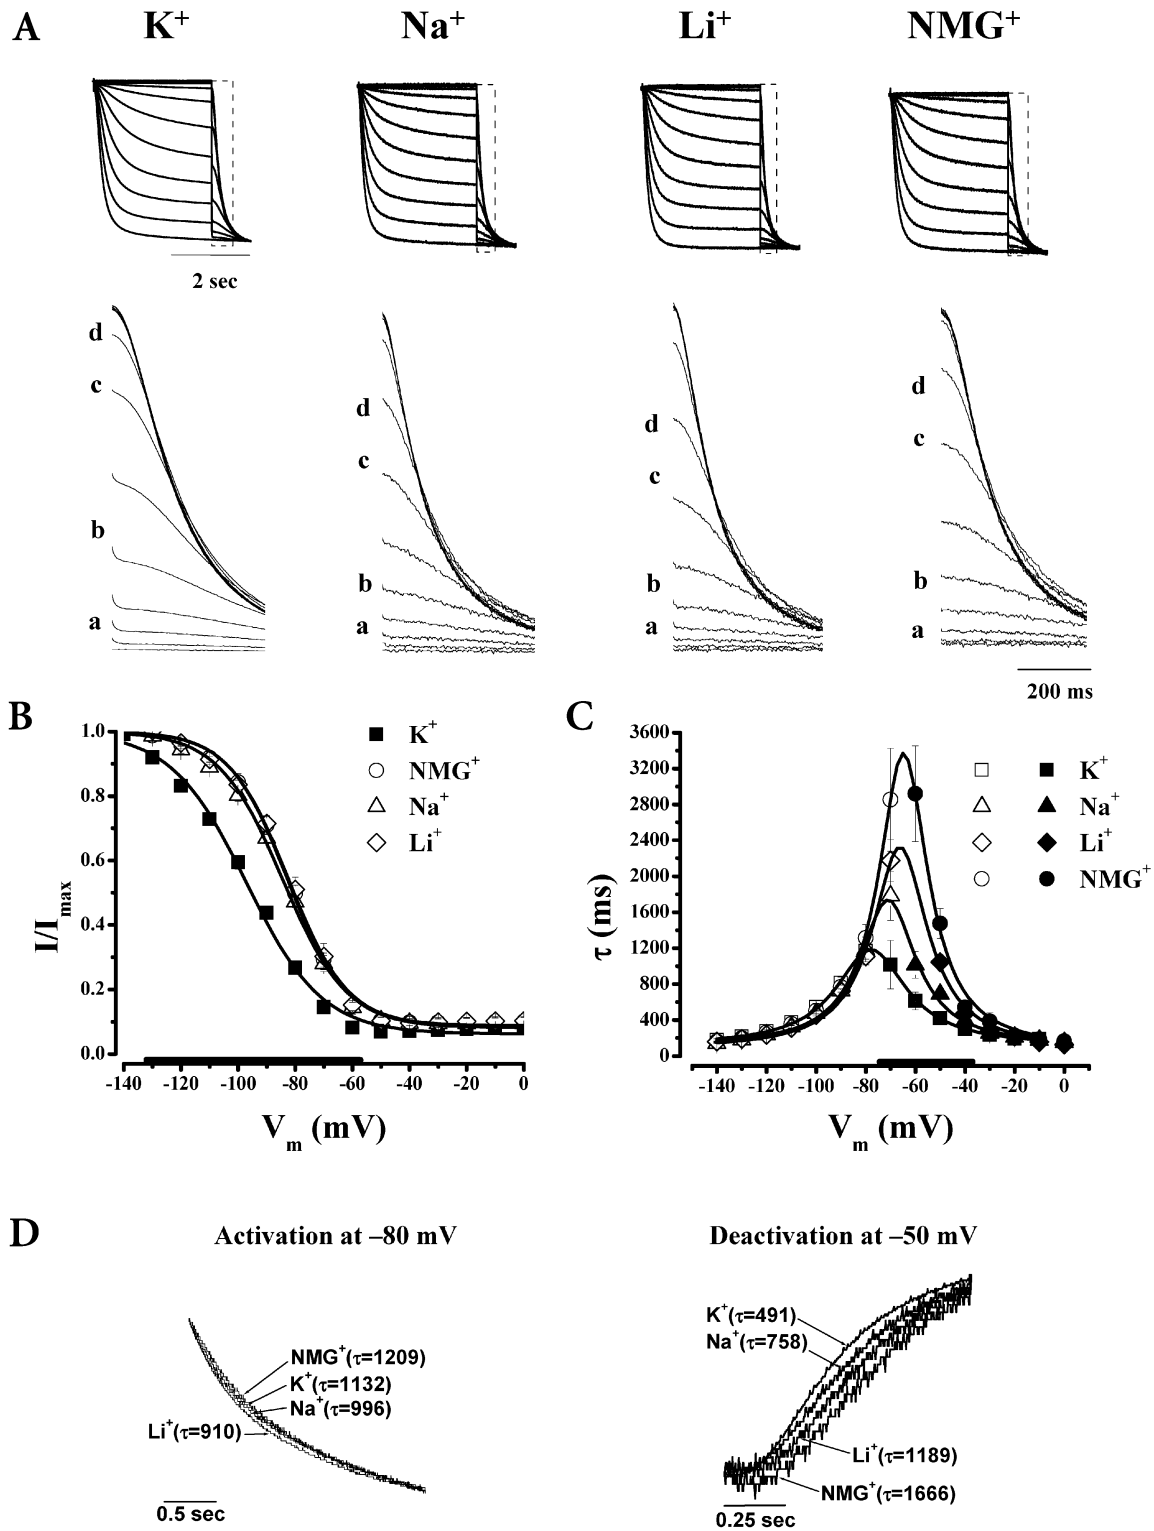 A
K+ Na+ Li+ NMG+
2 sec
d c b a
d c b a
d c b a
d c b a
200 ms
B
1.0
0.8
0.6
0.4
0.2
0.0
I/Imax
-140 -120 -100 -80 -60 -40 -20 0
Vm (mV)
K+
NMG+
Na+
Li+
C
3600
3200
2800
2400
2000
1600
1200
800
400
0
τ (ms)
-140 -120 -100 -80 -60 -40 -20 0
Vm (mV)
K+
Na+
Li+
NMG+
D
Activation at –80 mV
NMG+(τ=1209)
K+(τ=1132)
Na+(τ=996)
Li+(τ=910)
0.5 sec
Deactivation at –50 mV
K+(τ=491)
Na+(τ=758)
Li+(τ=1189)
NMG+(τ=1666)
0.25 sec